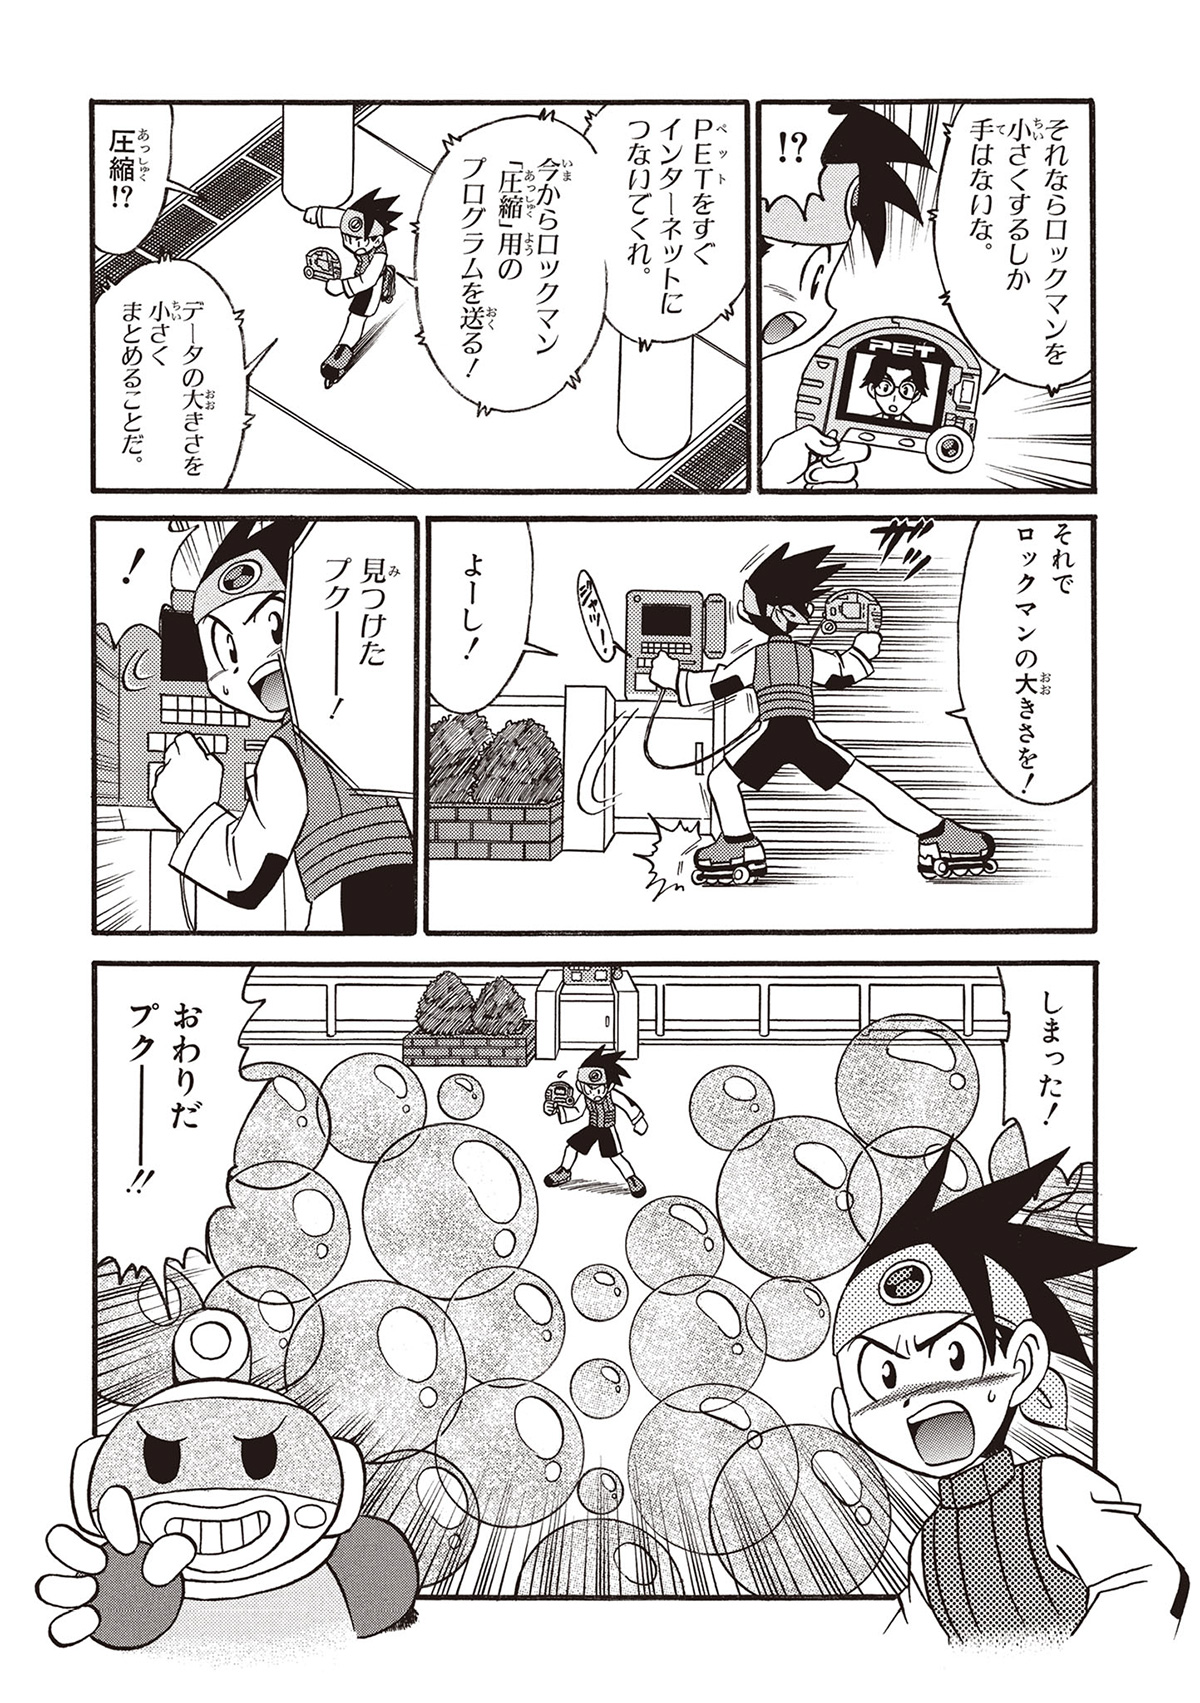 それならロックマンを
小さくするしか
手はないな。
!?
PET
PETをすぐ
インターネットに
つないでくれ。
今からロックマン
「圧縮」用の
プログラムを送る!
圧縮!?
データの大きさを
小さく
まとめることだ。
それで
ロックマンの大きさを!
ザザッ
ジャッ!
よーし!
見つけた
プクーー!
!
しまった!
おわりだ
プクーー!!